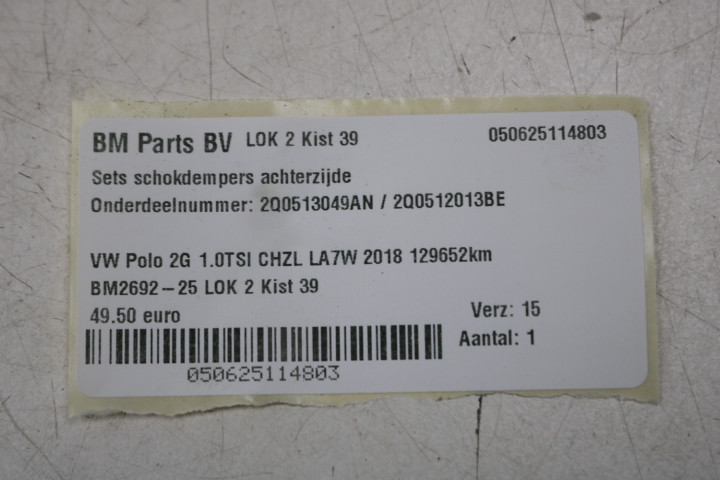 BM Parts BV LOK 2 Kist 39 050625114803
Sets schokdempers achterzijde
Onderdeelnummer: 2Q0513049AN / 2Q0512013BE
VW Polo 2G 1.0TSI CHZL LA7W 2018 129652km
BM2692-25 LOK 2 Kist 39
49.50 euro Verz: 15
Aantal: 1
050625114803